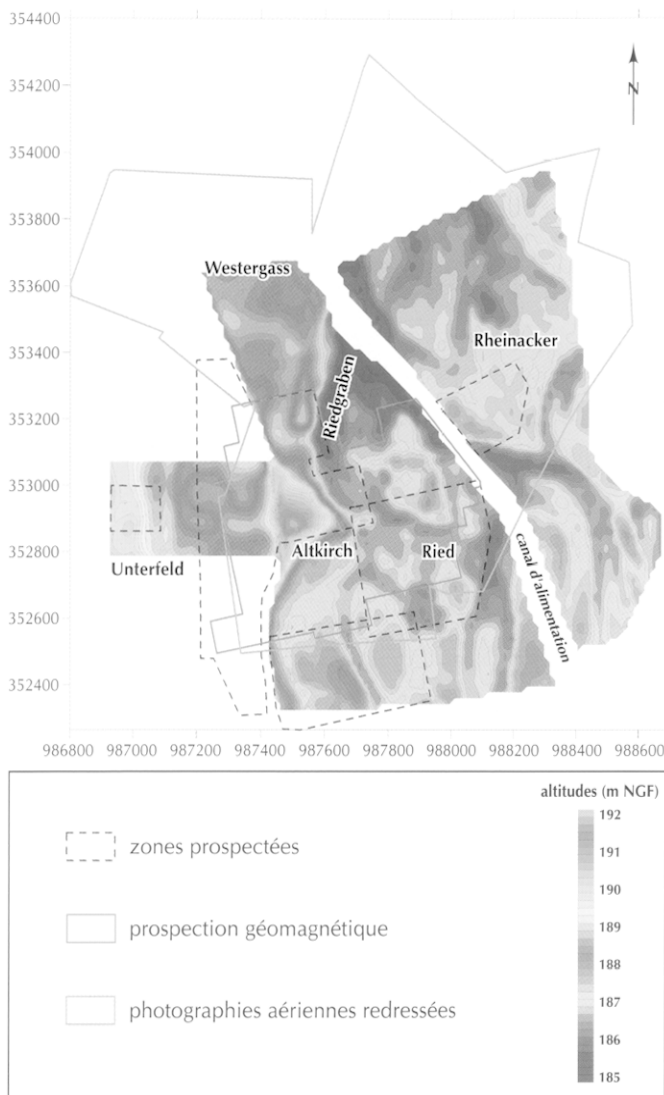 354400
354200
354000
353800
353600
353400
353200
353000
352800
352600
352400
N
Westergass
Rheinacker
Riedgraben
Altkirch
Ried
Unterfeld
canal d'alimentation
986800 987000 987200 987400 987600 987800 988000 988200 988400 988600
altitudes (m NGF)
192
191
190
189
188
187
186
185
zones prospectées
prospection géomagnétique
photographies aériennes redressées